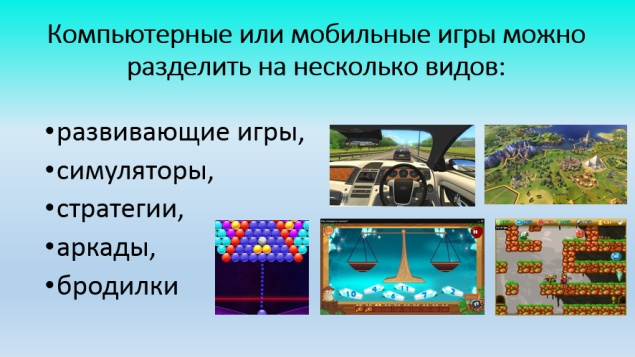 Компьютерные или мобильные игры можно
разделить на несколько видов:
•развивающие игры,
•симуляторы,
•стратегии,
•аркады,
•бродилки